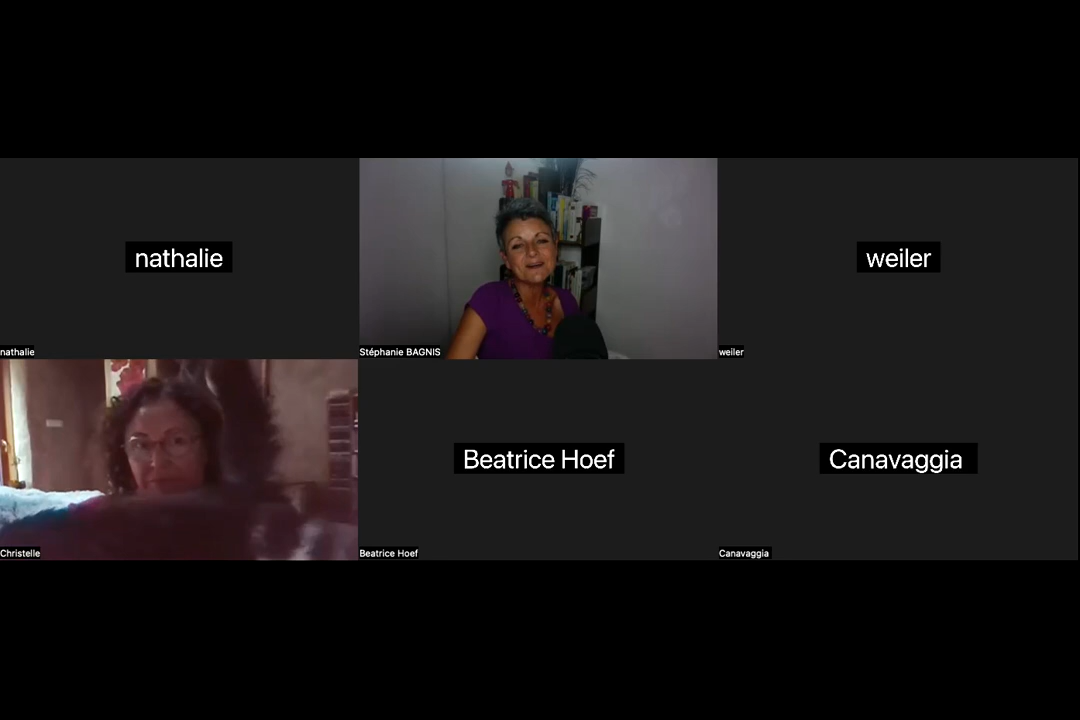 nathalie
weiler
nathalie
Stéphanie BAGNIS
weiler
Beatrice Hoef
Canavaggia
Christelle
Beatrice Hoef
Canavaggia